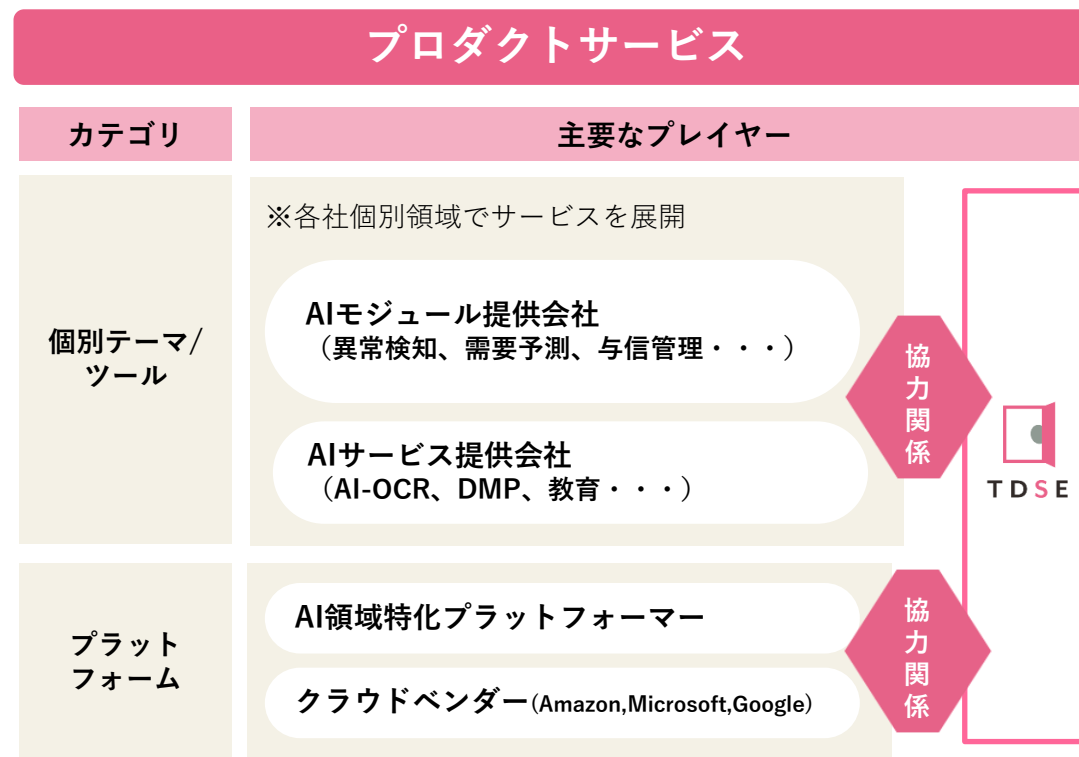 プロダクトサービス
カテゴリ
主要なプレイヤー
個別テーマ/
ツール
※各社個別領域でサービスを展開
AIモジュール提供会社
（異常検知、需要予測、与信管理・・・）
AIサービス提供会社
（AI-OCR、DMP、教育・・・）
協力関係
TDSE
プラット
フォーム
AI領域特化プラットフォーマー
クラウドベンダー(Amazon,Microsoft,Google)
協力関係